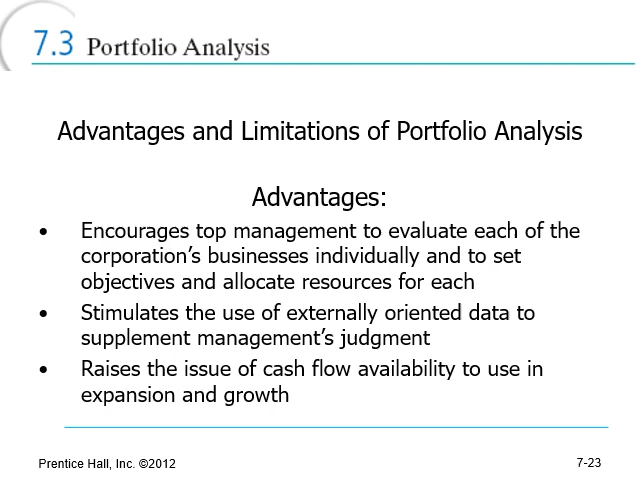 7.3 Portfolio Analysis
Advantages and Limitations of Portfolio Analysis
Advantages:
• Encourages top management to evaluate each of the
corporation's businesses individually and to set
objectives and allocate resources for each
• Stimulates the use of externally oriented data to
supplement management's judgment
• Raises the issue of cash flow availability to use in
expansion and growth
Prentice Hall, Inc. ©2012
7-23